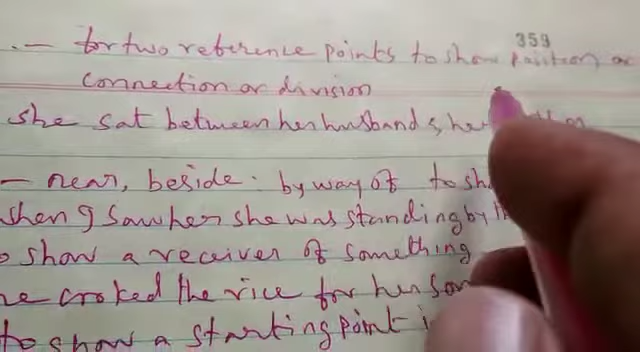 359
— for two reference points to show position or
connection or division
she sat between her husband &
— near, beside. by way of to
when I saw her she was standing by
show a receiver of something
he crooked the rice for her son
to show a starting point